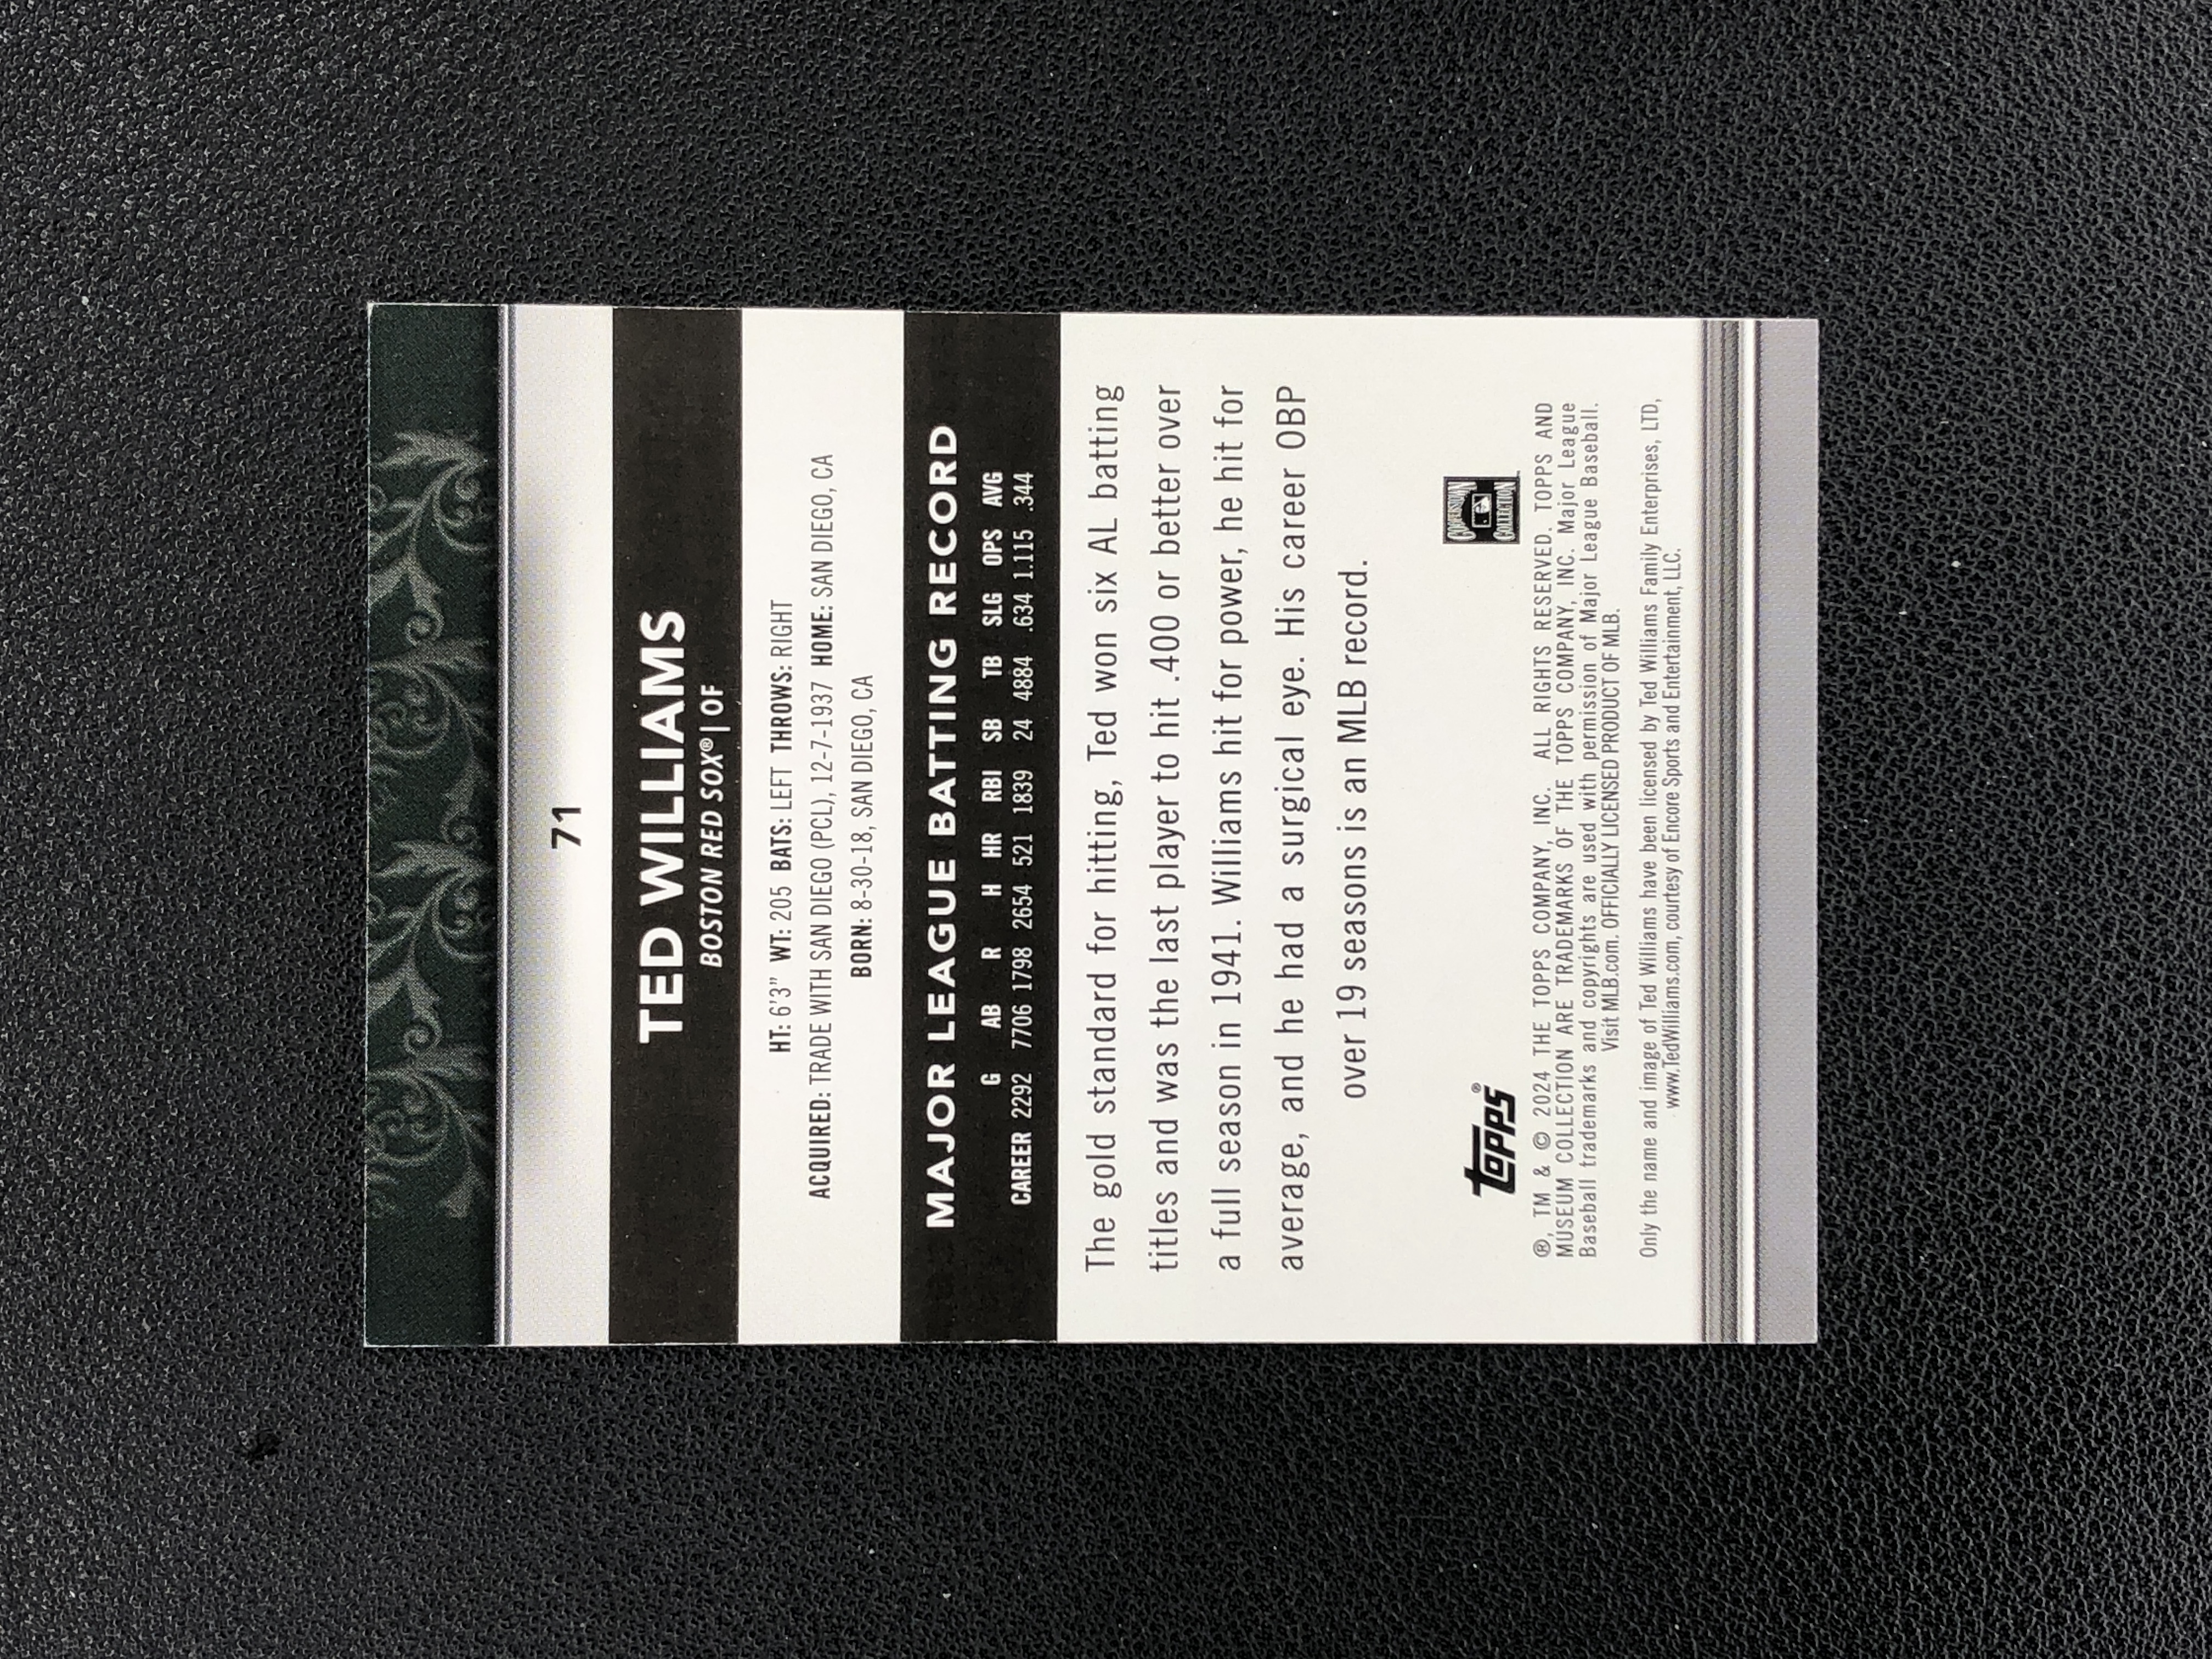 71
TED WILLIAMS
BOSTON RED SOX® | OF
HT: 6'3" WT: 205 BATS: LEFT THROWS: RIGHT
ACQUIRED: TRADE WITH SAN DIEGO (PCL), 12-7-1937 HOME: SAN DIEGO, CA
BORN: 8-30-18, SAN DIEGO, CA
MAJOR LEAGUE BATTING RECORD
G AB R H HR RBI SB TB SLG OPS AVG
CAREER 2292 7706 1798 2654 521 1839 24 4884 .634 1.115 .344
The gold standard for hitting, Ted won six AL batting
titles and was the last player to hit .400 or better over
a full season in 1941. Williams hit for power, he hit for
average, and he had a surgical eye. His career OBP
over 19 seasons is an MLB record.
topps®
COOPERSTOWN
COLLECTION
®, TM & © 2024 THE TOPPS COMPANY, INC. ALL RIGHTS RESERVED. TOPPS AND
MUSEUM COLLECTION ARE TRADEMARKS OF THE TOPPS COMPANY, INC. Major League
Baseball trademarks and copyrights are used with permission of Major League Baseball.
Visit MLB.com. OFFICIALLY LICENSED PRODUCT OF MLB.
Only the name and image of Ted Williams have been licensed by Ted Williams Family Enterprises, LTD,
www.TedWilliams.com, courtesy of Encore Sports and Entertainment, LLC.